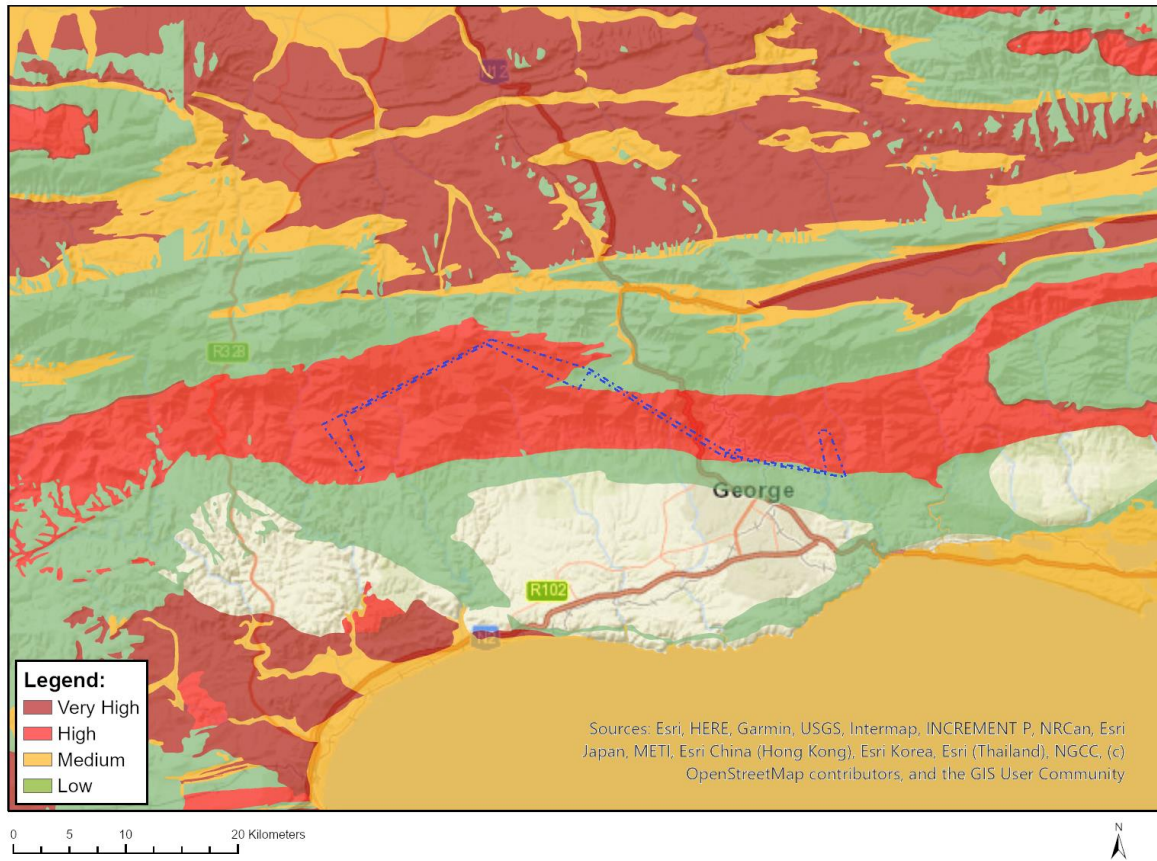 N12
R328
George
R102
N2
Legend:
Very High
High
Medium
Low
Sources: Esri, HERE, Garmin, USGS, Intermap, INCREMENT P, NRCan, Esri
Japan, METI, Esri China (Hong Kong), Esri Korea, Esri (Thailand), NGCC, (c)
OpenStreetMap contributors, and the GIS User Community
0 5 10 20 Kilometers
N